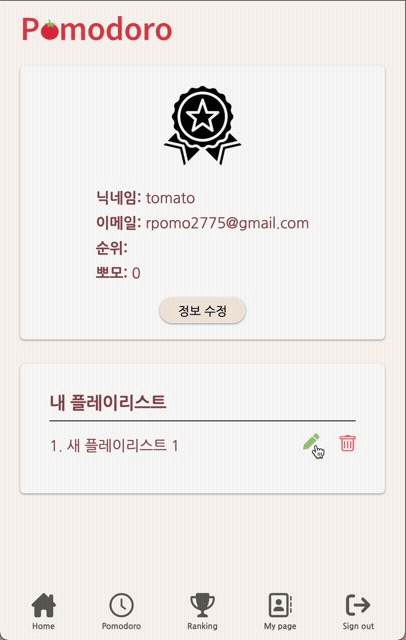 Pomodoro
닉네임: tomato
이메일: rpomo2775@gmail.com
순위:
뽀모: 0
정보 수정
내 플레이리스트
1. 새 플레이리스트 1
Home
Pomodoro
Ranking
My page
Sign out